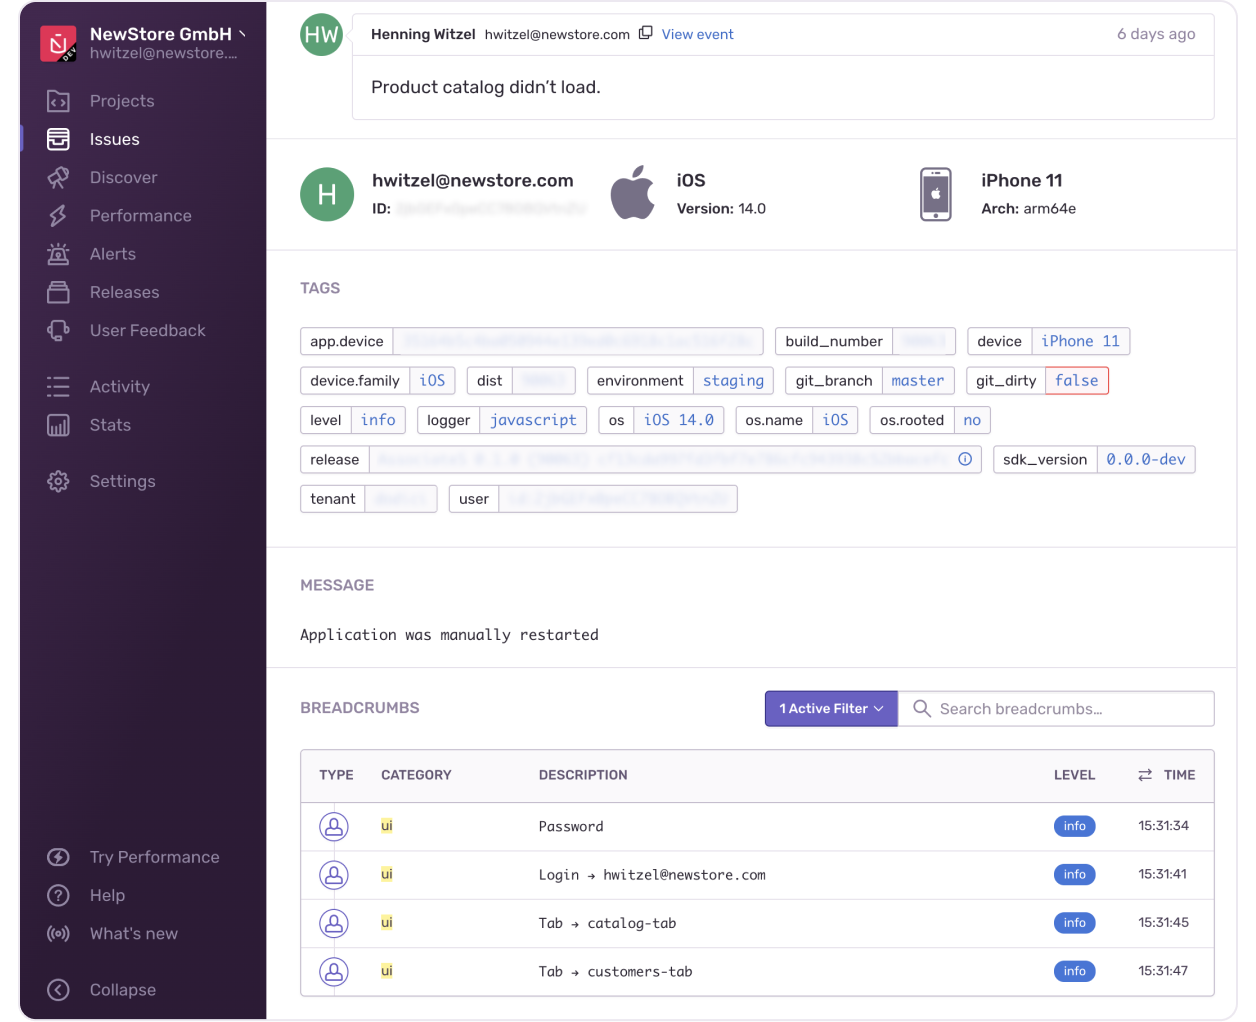 NewStore GmbH
hwitzel@newstore....
DEV
Projects
Issues
Discover
Performance
Alerts
Releases
User Feedback
Activity
Stats
Settings
Try Performance
Help
What's new
Collapse
HW Henning Witzel hwitzel@newstore.com View event 6 days ago
Product catalog didn’t load.
H hwitzel@newstore.com iOS iPhone 11
ID: Version: 14.0 Arch: arm64e
TAGS
app.device build_number device iPhone 11
device.family iOS dist environment staging git_branch master git_dirty false
level info logger javascript os iOS 14.0 os.name iOS os.rooted no
release sdk_version 0.0.0-dev
tenant user
MESSAGE
Application was manually restarted
BREADCRUMBS 1 Active Filter Search breadcrumbs...
TYPE CATEGORY DESCRIPTION LEVEL TIME
ui Password info 15:31:34
ui Login → hwitzel@newstore.com info 15:31:41
ui Tab → catalog-tab info 15:31:45
ui Tab → customers-tab info 15:31:47